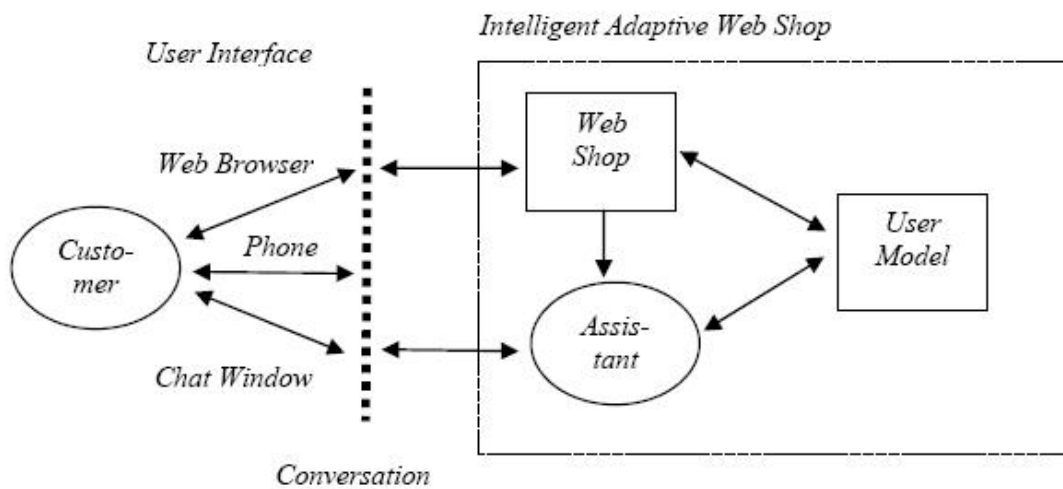 Intelligent Adaptive Web Shop
User Interface
Web
Shop
Web Browser
User
Model
Phone
Custo-
mer
Assis-
tant
Chat Window
Conversation